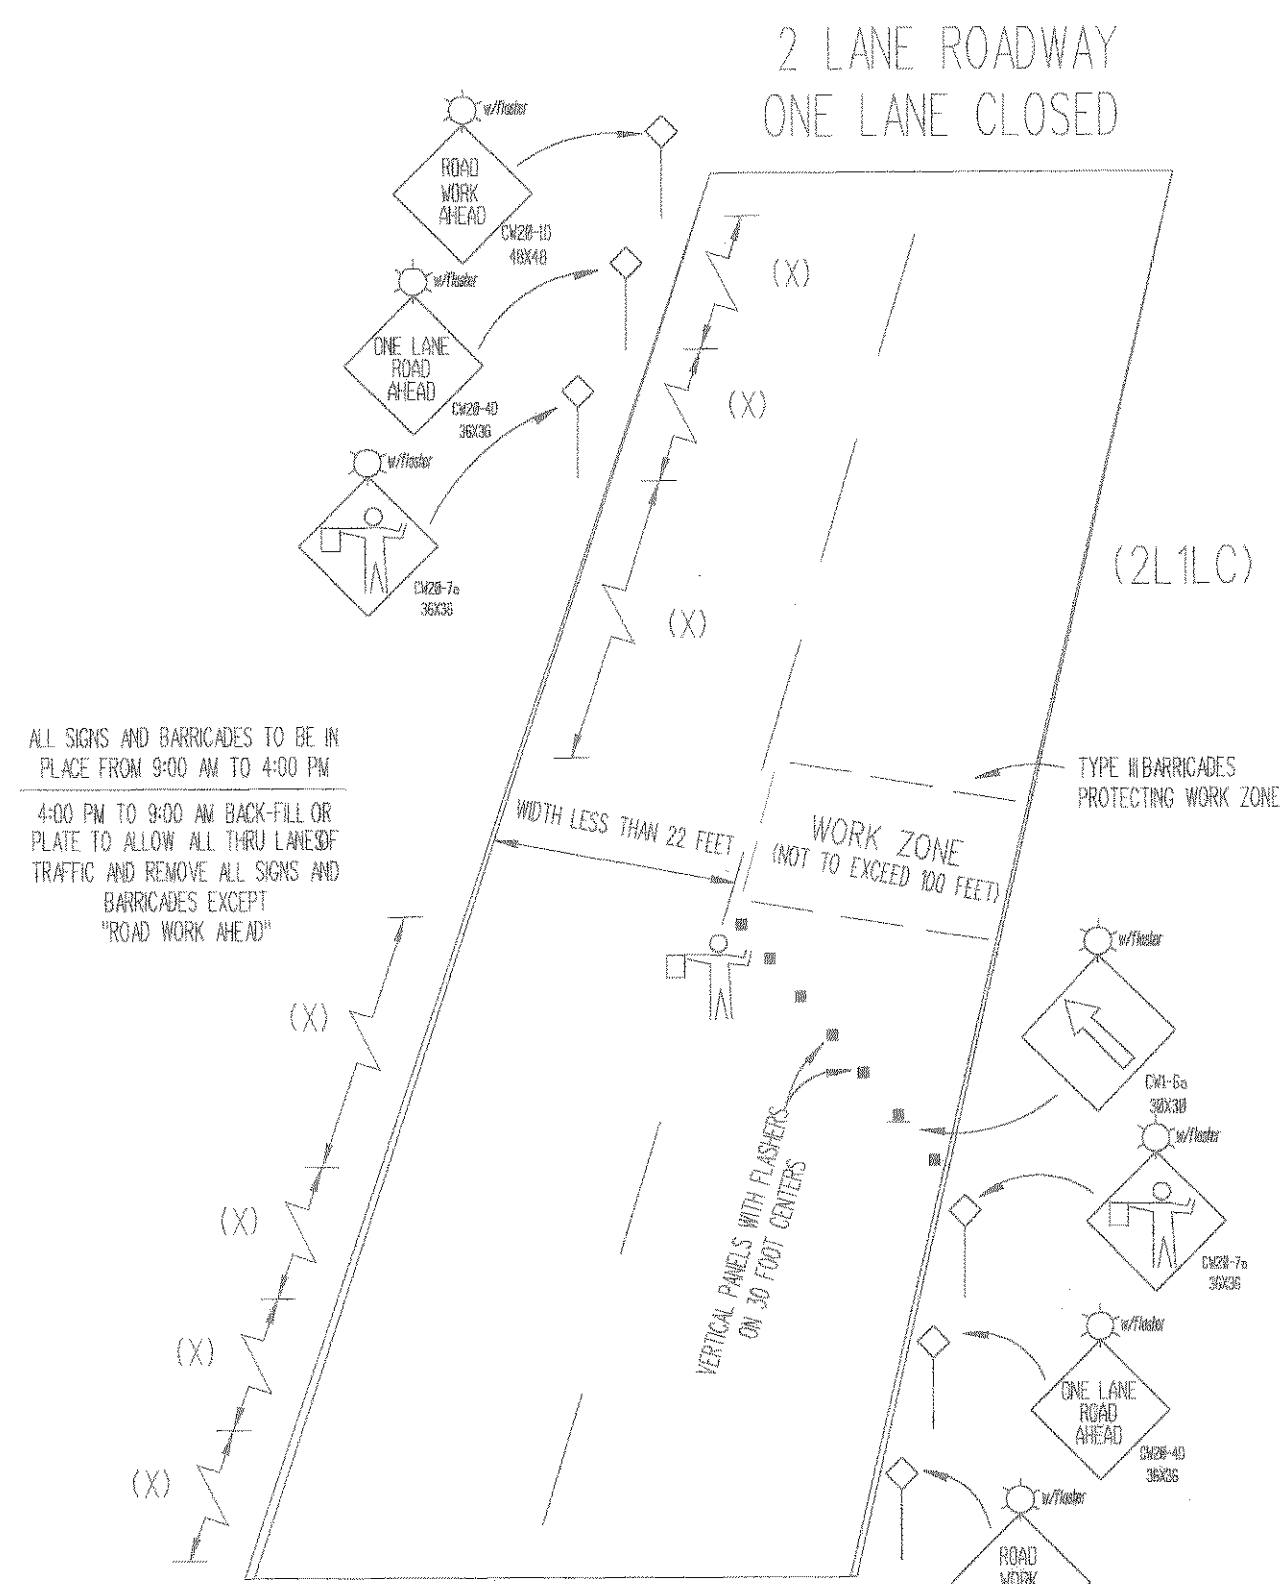 2 LANE ROADWAY
ONE LANE CLOSED
w/flasher
ROAD
WORK
AHEAD
CW20-1D
48X48
w/flasher
ONE LANE
ROAD
AHEAD
CW20-4D
36X36
w/flasher
CW20-7a
36X36
(X)
(X)
(X)
(2L1LC)
ALL SIGNS AND BARRICADES TO BE IN
PLACE FROM 9:00 AM TO 4:00 PM
4:00 PM TO 9:00 AM BACK-FILL OR
PLATE TO ALLOW ALL THRU LANES OF
TRAFFIC AND REMOVE ALL SIGNS AND
BARRICADES EXCEPT
"ROAD WORK AHEAD"
WIDTH LESS THAN 22 FEET
TYPE III BARRICADES
PROTECTING WORK ZONE
WORK ZONE
(NOT TO EXCEED 100 FEET)
(X)
(X)
(X)
(X)
VERTICAL PANELS WITH FLASHERS
ON 30 FOOT CENTERS
w/flasher
CW1-6a
30X30
w/flasher
CW20-7a
36X36
w/flasher
ONE LANE
ROAD
AHEAD
CW20-4D
36X36
w/flasher
ROAD
WORK